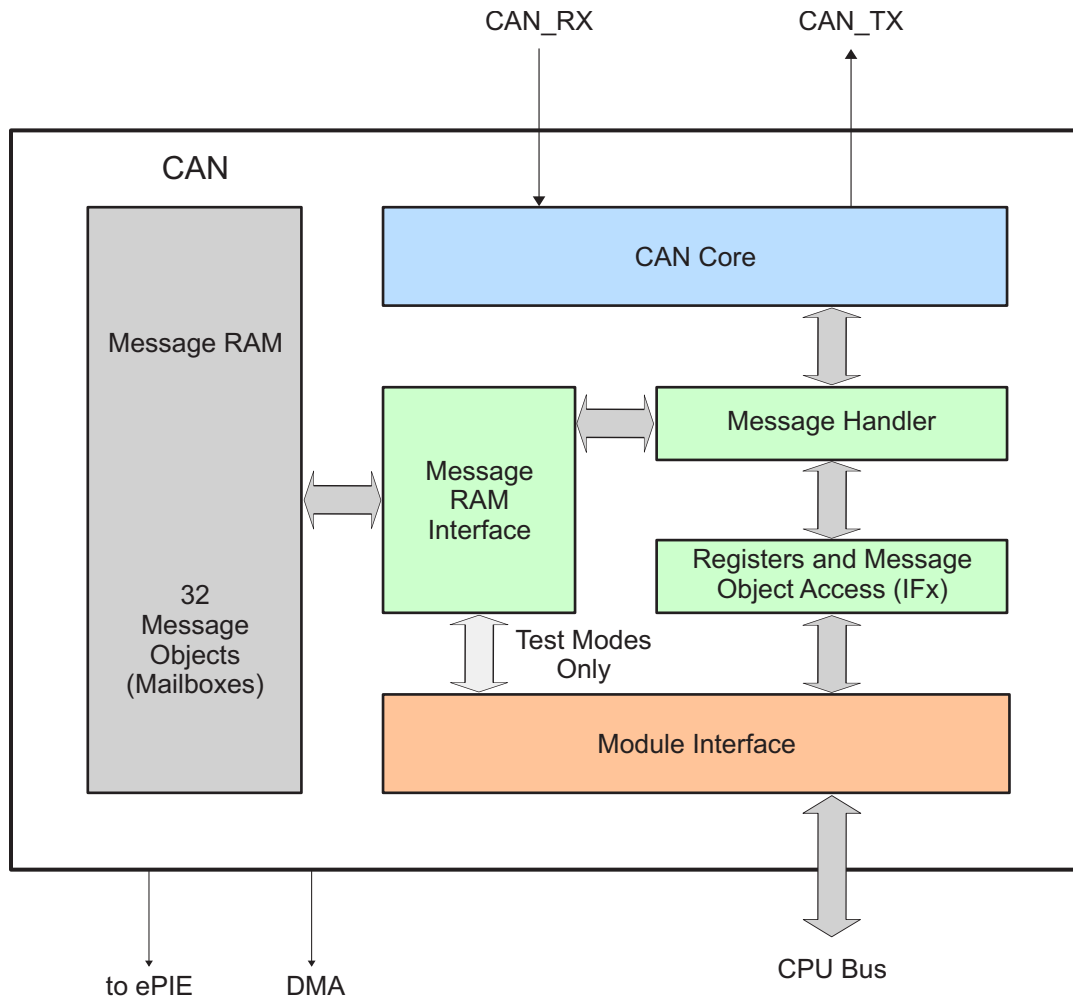 CAN_RX
CAN_TX
CAN
CAN Core
Message RAM
Message Handler
Message
RAM
Interface
Registers and Message
Object Access (IFx)
32
Message
Objects
(Mailboxes)
Test Modes
Only
Module Interface
CPU Bus
to ePIE
DMA